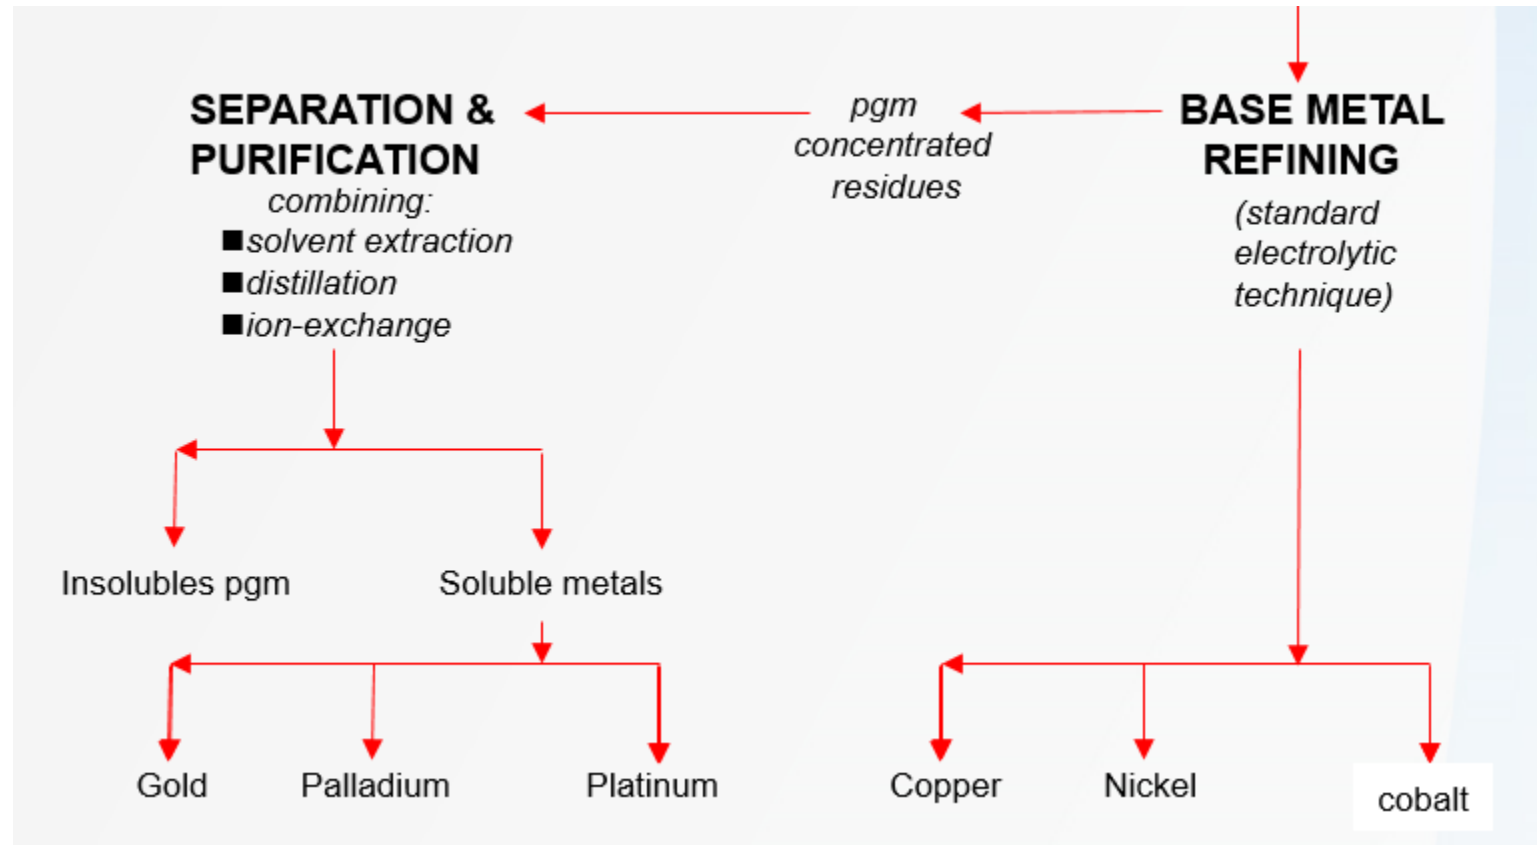 SEPARATION &
PURIFICATION
combining:
■solvent extraction
■distillation
■ion-exchange
pgm
concentrated
residues
BASE METAL
REFINING
(standard
electrolytic
technique)
Insolubles pgm
Soluble metals
Gold
Palladium
Platinum
Copper
Nickel
cobalt